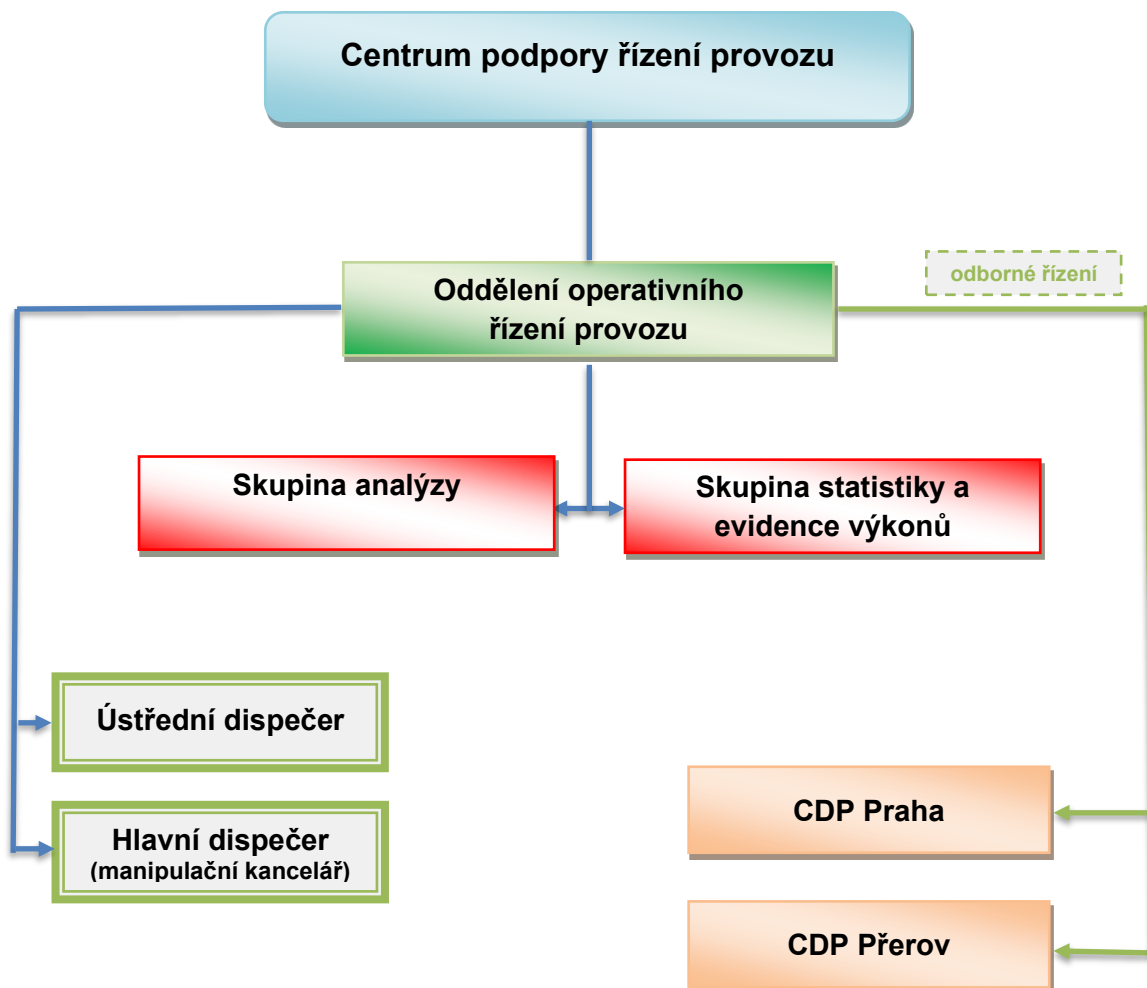 Centrum podpory řízení provozu
odborné řízení
Oddělení operativního
řízení provozu
Skupina analýzy
Skupina statistiky a
evidence výkonů
Ústřední dispečer
Hlavní dispečer
(manipulační kancelář)
CDP Praha
CDP Přerov